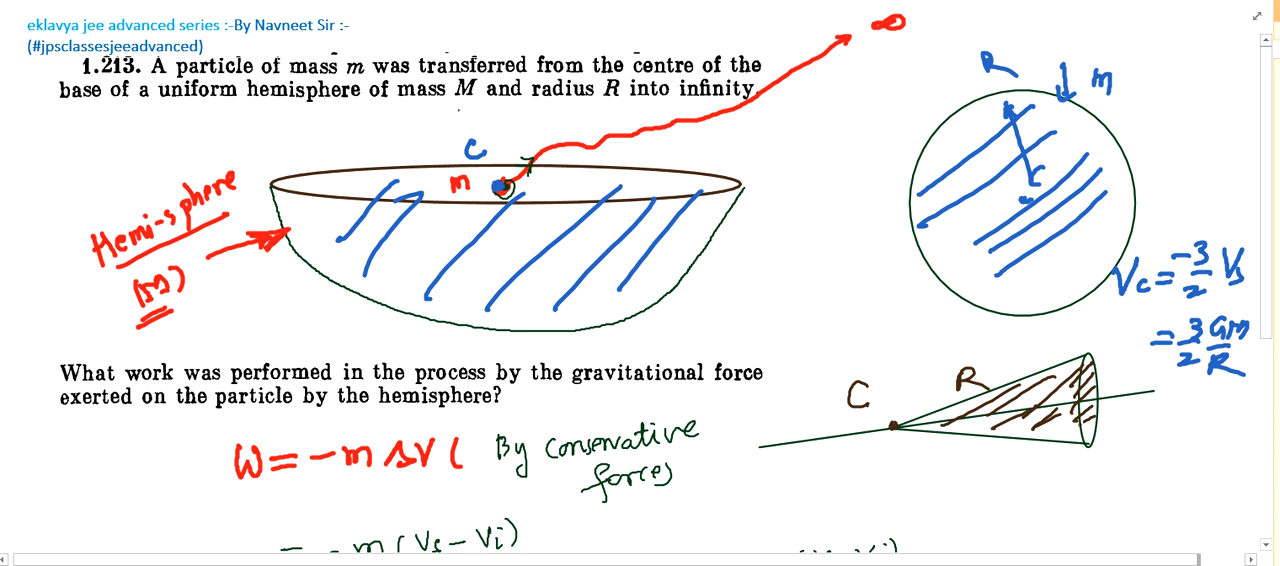 eklavya jee advanced series :-By Navneet Sir :-
(#jpsclassesjeeadvanced)
1.213. A particle of mass m was transferred from the centre of the
base of a uniform hemisphere of mass M and radius R into infinity.
∞
R
m
C
m
C
Hemi-sphere
(M)
Vc = -3/2 Vs
= 3/2 GM/R
What work was performed in the process by the gravitational force
exerted on the particle by the hemisphere?
C
R
W = -m ΔV (By conservative
forces
= -m(Vf - Vi)